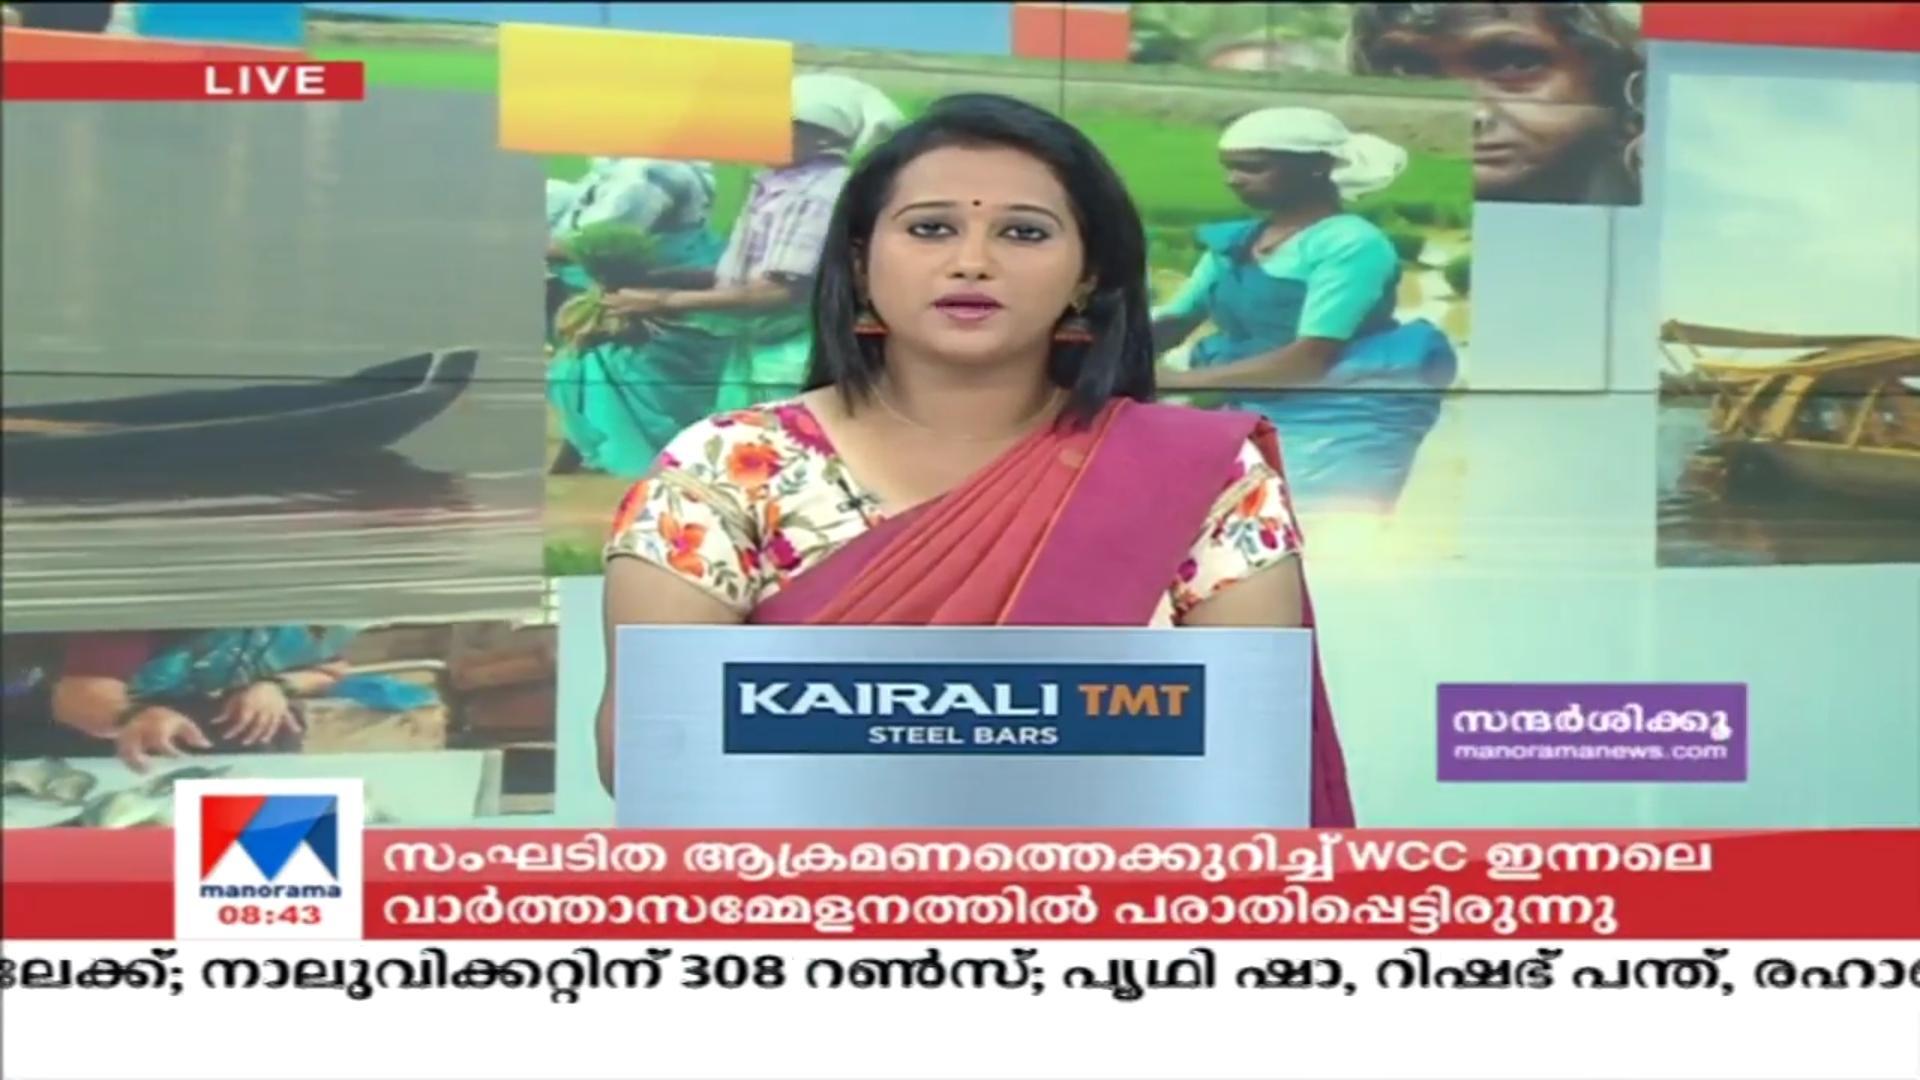 LIVE
KAIRALI TMT
STEEL BARS
സന്ദർശിക്കൂ
manoramanews.com
manorama
08:43
സംഘടിത ആക്രമണത്തെക്കുറിച്ച് WCC ഇന്നലെ
വാർത്താസമ്മേളനത്തിൽ പരാതിപ്പെട്ടിരുന്നു
ലേക്ക്; നാലുവിക്കറ്റിന് 308 റൺസ്; പൃഥി ഷാ, റിഷഭ് പന്ത്,